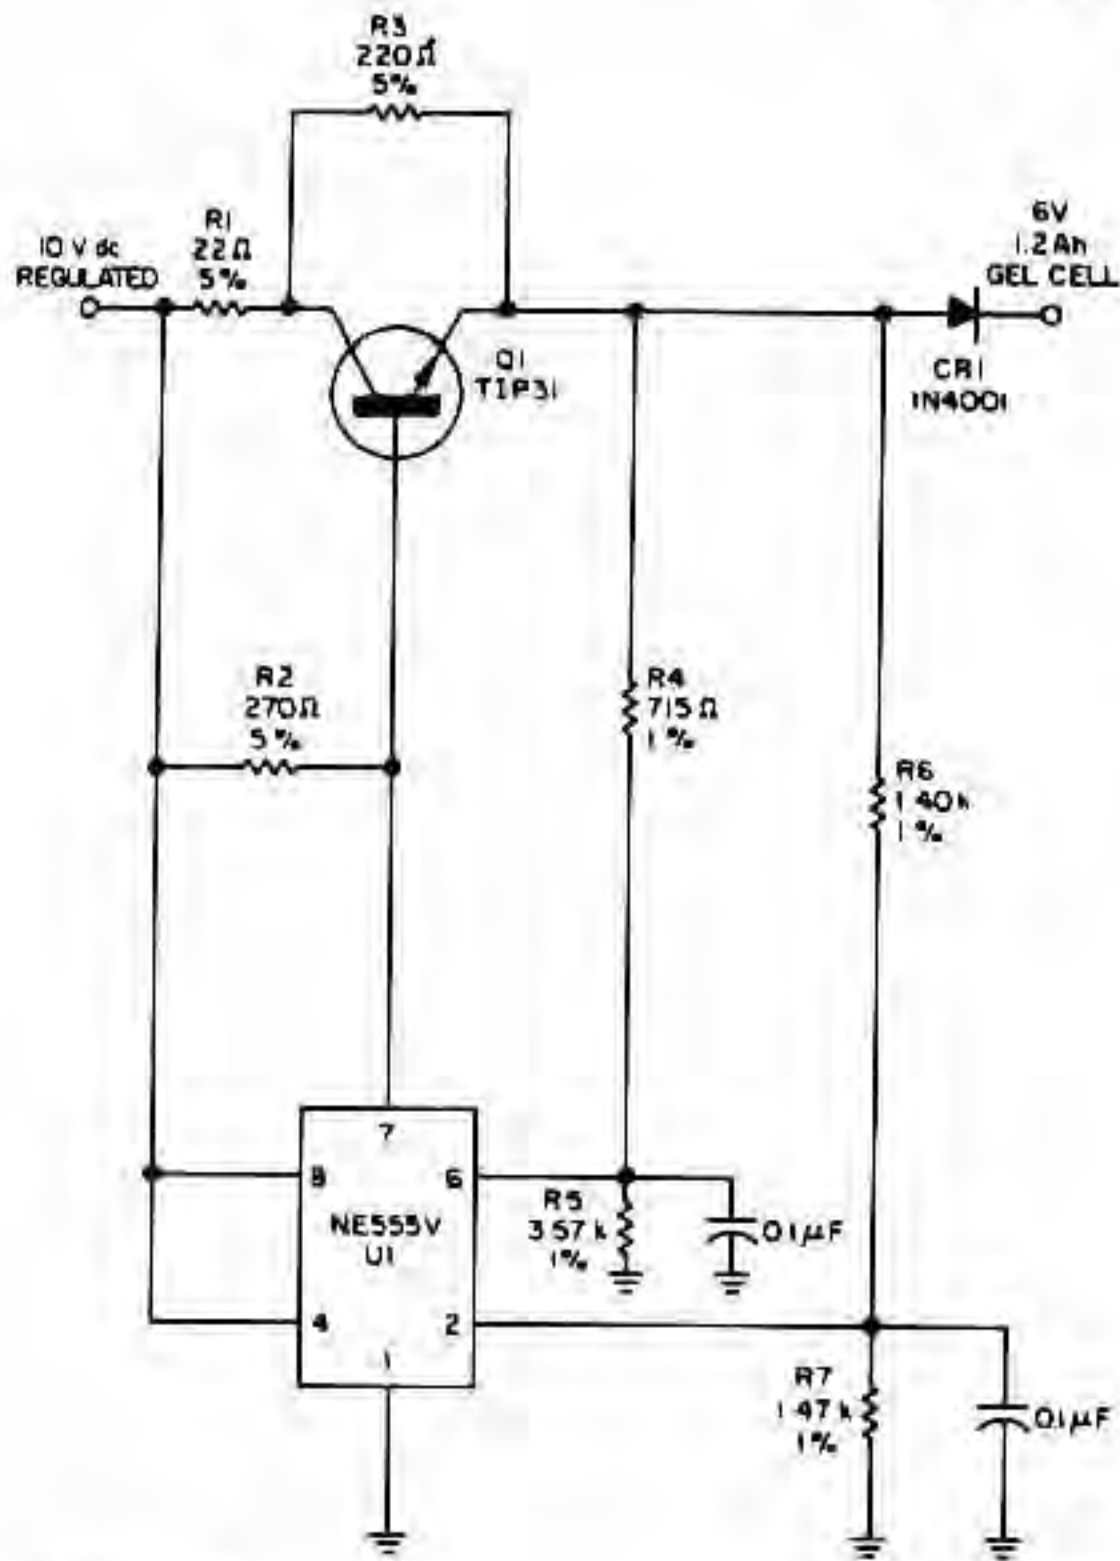 R3
220Ω
5%
R1
22Ω
5%
10 V dc
REGULATED
6V
1.2 Ah
GEL CELL
Q1
TIP31
CR1
1N4001
R2
270Ω
5%
R4
715Ω
1%
R6
1.40k
1%
7
8
6
NE555V
U1
R5
3.57k
1%
0.1µF
4
2
1
R7
1.47k
1%
0.1µF